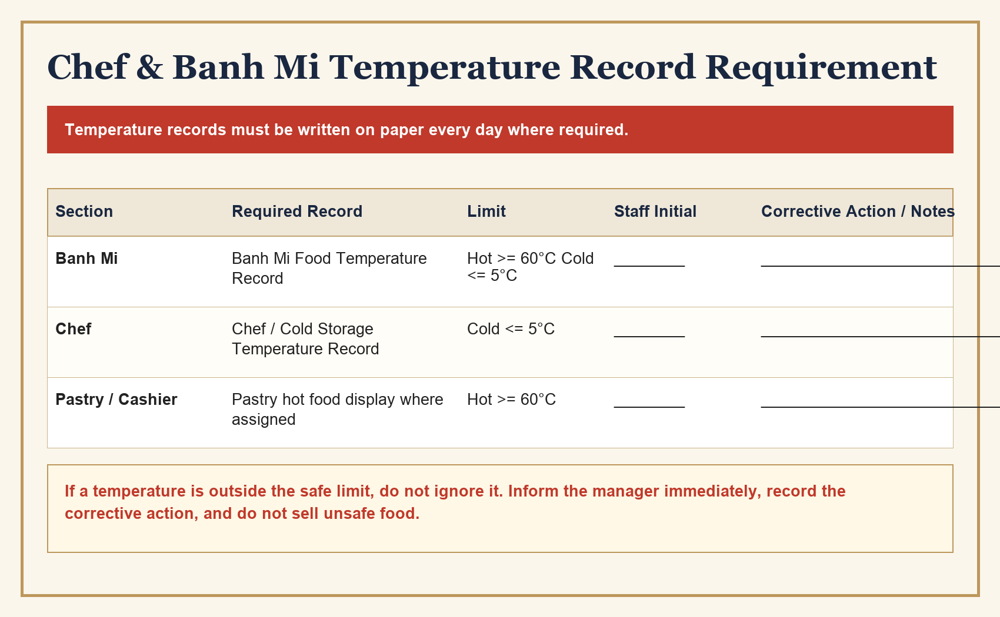 Chef & Banh Mi Temperature Record Requirement
Temperature records must be written on paper every day where required.
Section Required Record Limit Staff Initial Corrective Action / Notes
Banh Mi Banh Mi Food Temperature Hot >= 60°C Cold
Record <= 5°C
Chef Chef / Cold Storage Cold <= 5°C
Temperature Record
Pastry / Cashier Pastry hot food display where Hot >= 60°C
assigned
If a temperature is outside the safe limit, do not ignore it. Inform the manager immediately, record the
corrective action, and do not sell unsafe food.